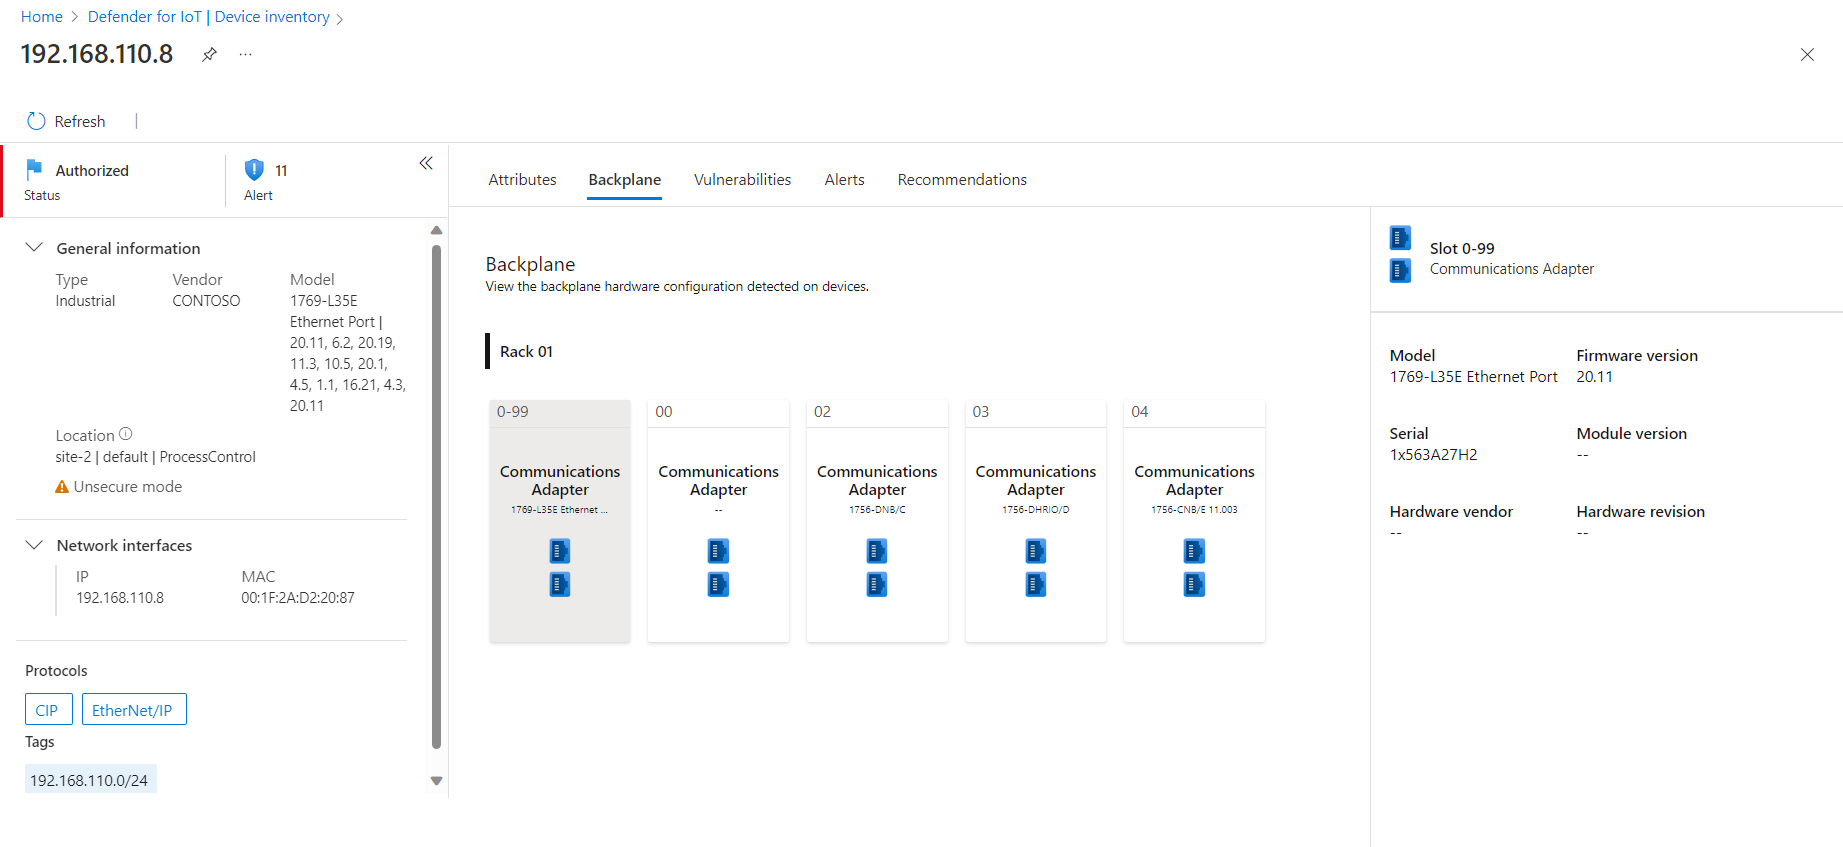 Home > Defender for IoT | Device inventory >
192.168.110.8
Refresh
Authorized
Status
11
Alert
General information
Type
Industrial
Vendor
CONTOSO
Model
1769-L35E
Ethernet Port |
20.11, 6.2, 20.19,
11.3, 10.5, 20.1,
4.5, 1.1, 16.21, 4.3,
20.11
Location
site-2 | default | ProcessControl
Unsecure mode
Network interfaces
IP
192.168.110.8
MAC
00:1F:2A:D2:20:87
Protocols
CIP
EtherNet/IP
Tags
192.168.110.0/24
Attributes
Backplane
Vulnerabilities
Alerts
Recommendations
Backplane
View the backplane hardware configuration detected on devices.
Rack 01
0-99
Communications
Adapter
1769-L35E Ethernet ...
00
Communications
Adapter
--
02
Communications
Adapter
1756-DNB/C
03
Communications
Adapter
1756-DHRIO/D
04
Communications
Adapter
1756-CNB/E 11.003
Slot 0-99
Communications Adapter
Model
1769-L35E Ethernet Port
Firmware version
20.11
Serial
1x563A27H2
Module version
--
Hardware vendor
--
Hardware revision
--